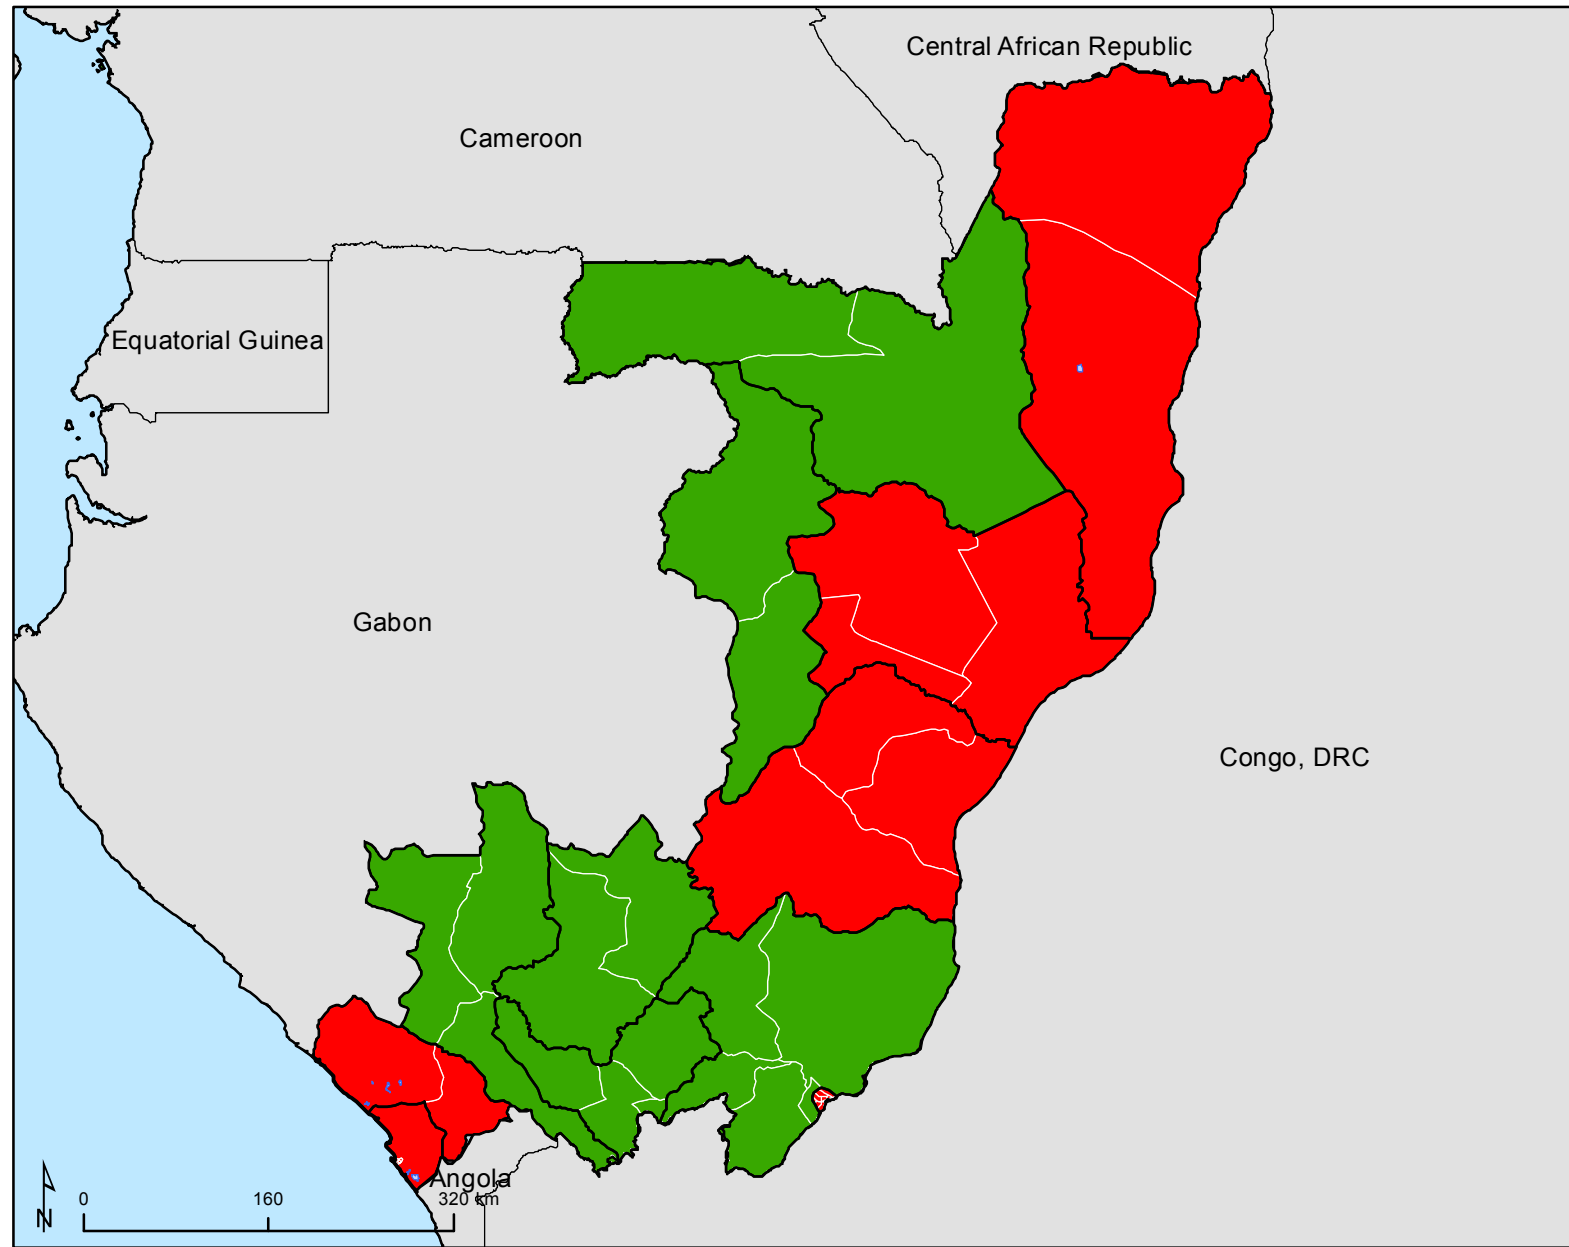 Central African Republic
Cameroon
Equatorial Guinea
Gabon
Congo, DRC
Angola
0 160 320 km
N